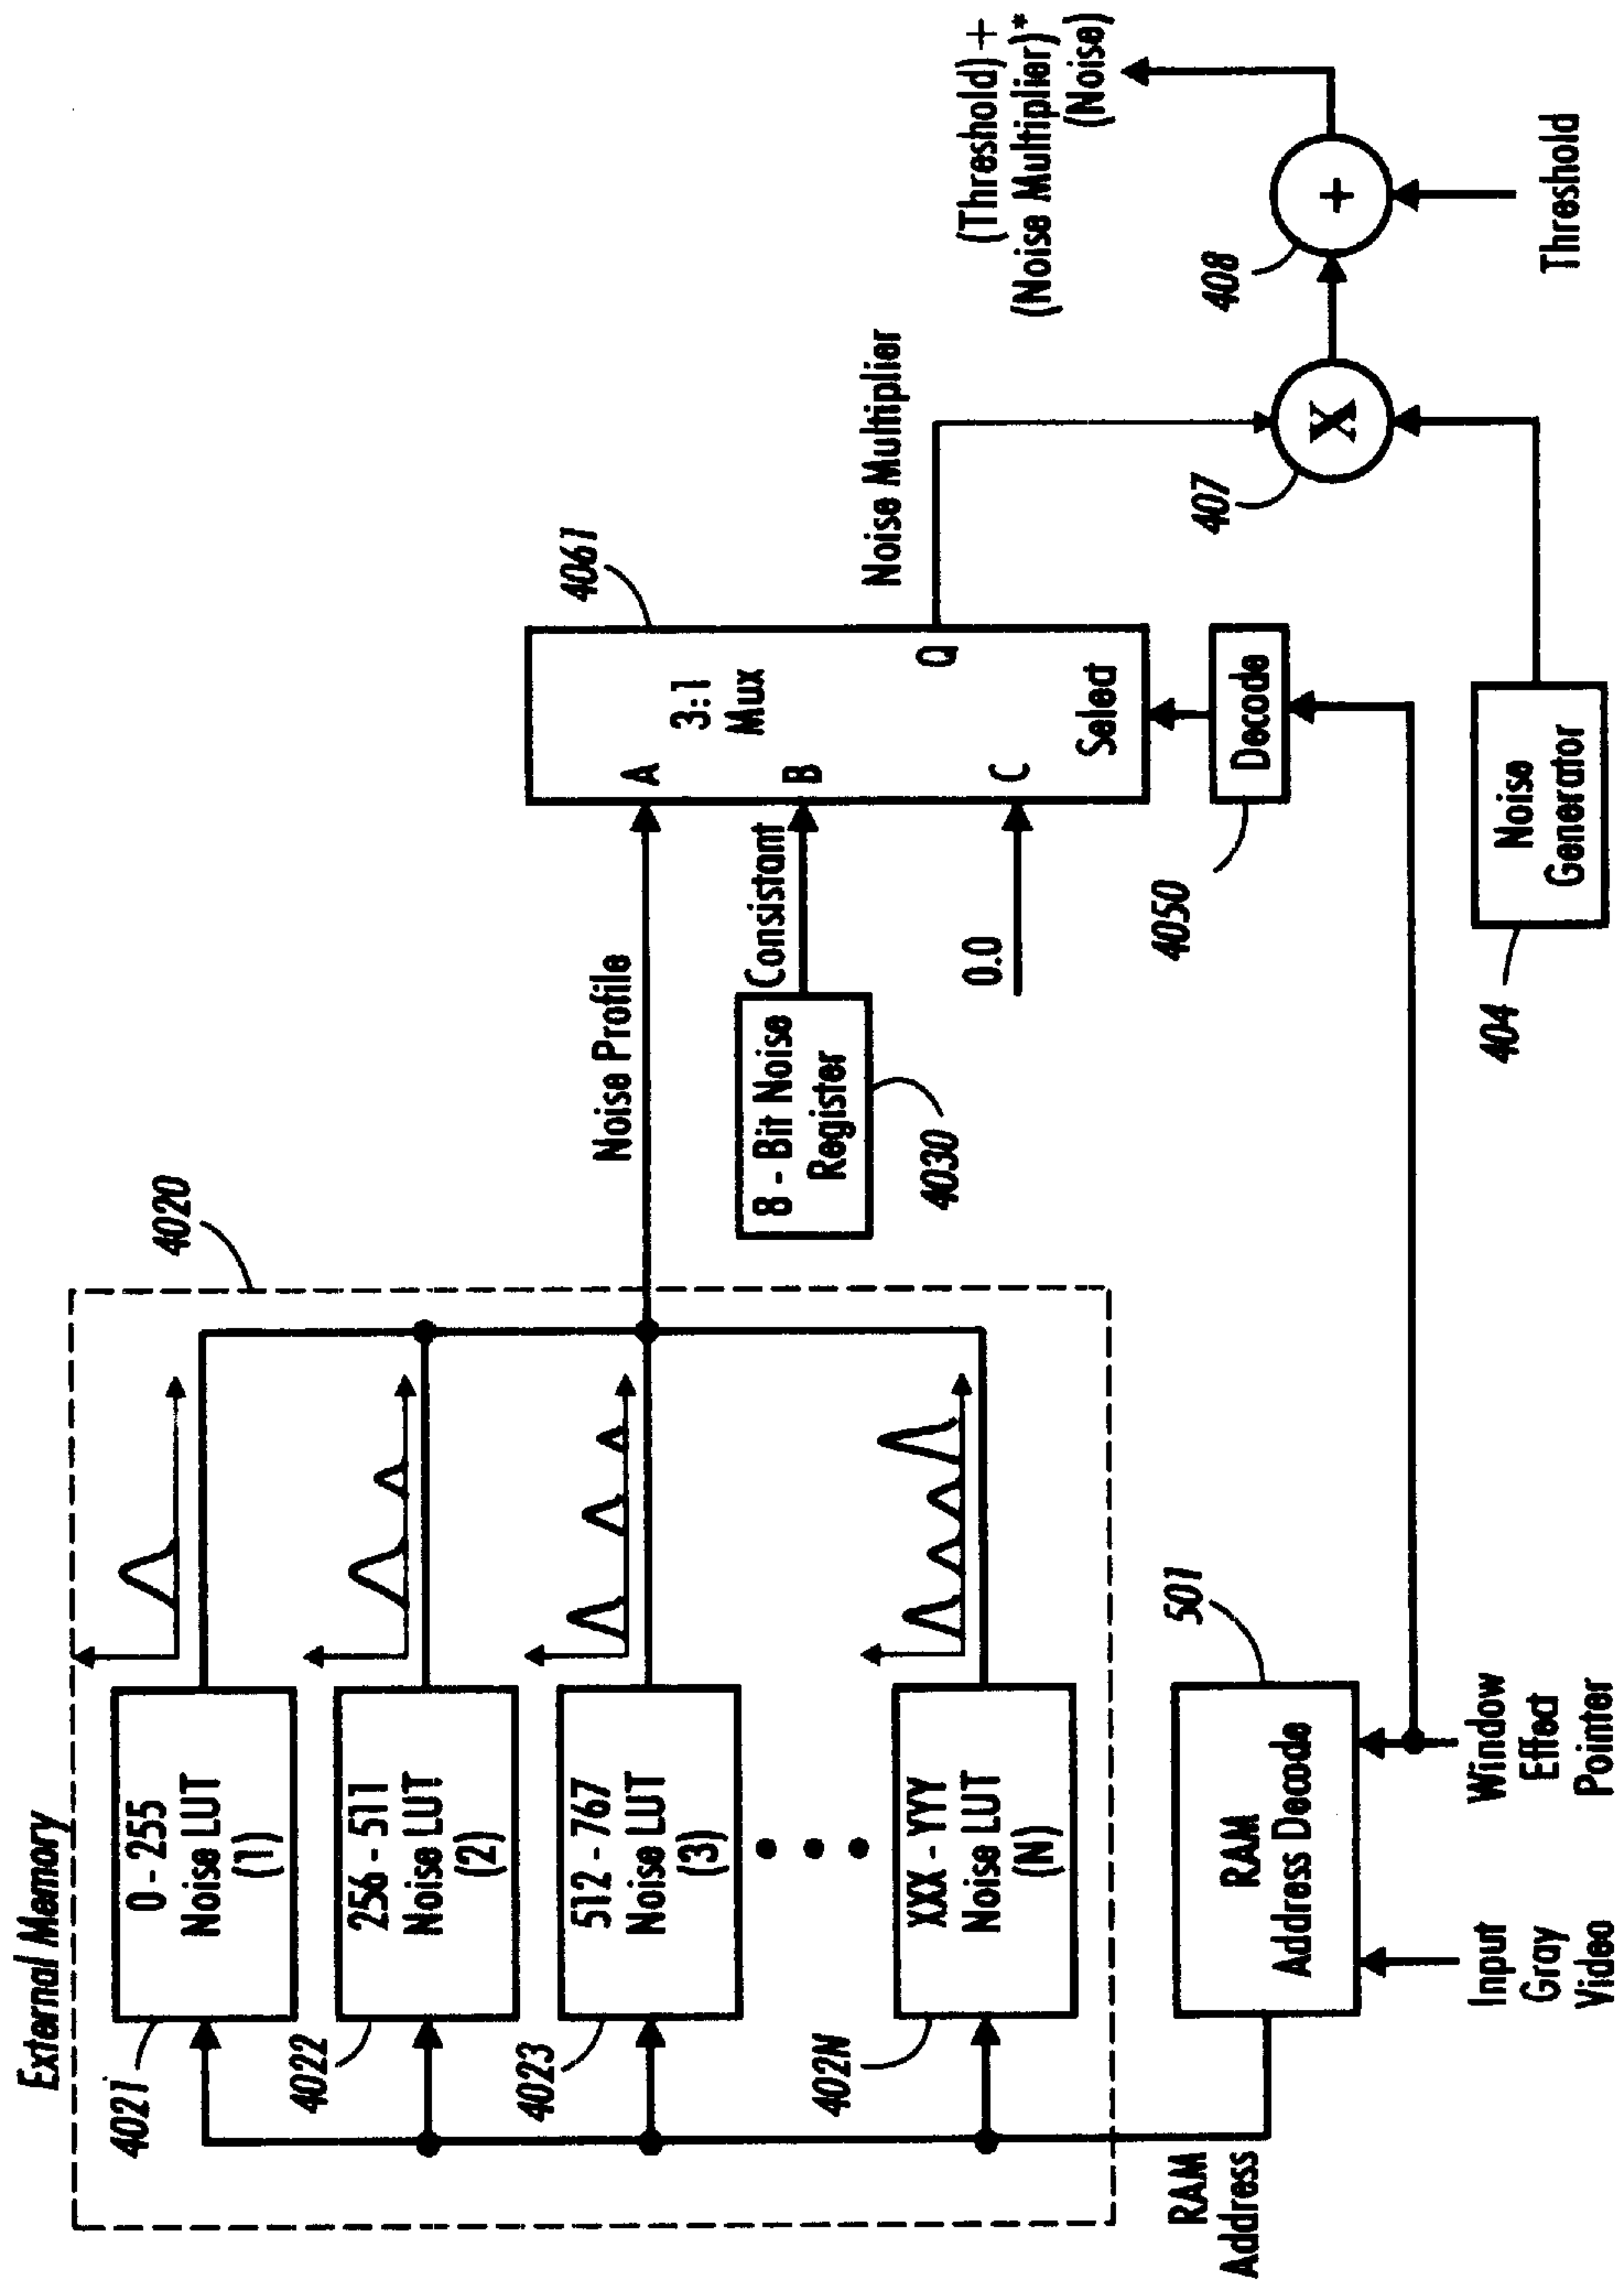 External Memory
4020
4021
0 - 255
Noise LUT
(1)
4022
256 - 511
Noise LUT
(2)
4023
512 - 767
Noise LUT
(3)
402N
XXX - YYY
Noise LUT
(N)
RAM
Address
501
RAM
Address Decode
Input
Gray
Video
Window
Effect
Pointer
Noise Profile
8 - Bit Noise
Register
4030
Consistant
0.0
4061
A
B
C
3:1
Mux
Q
Select
4050
Decode
404
Noise
Generator
Noise Multiplier
407
X
408
+
Threshold
(Threshold) +
(Noise Multiplier)*
(Noise)